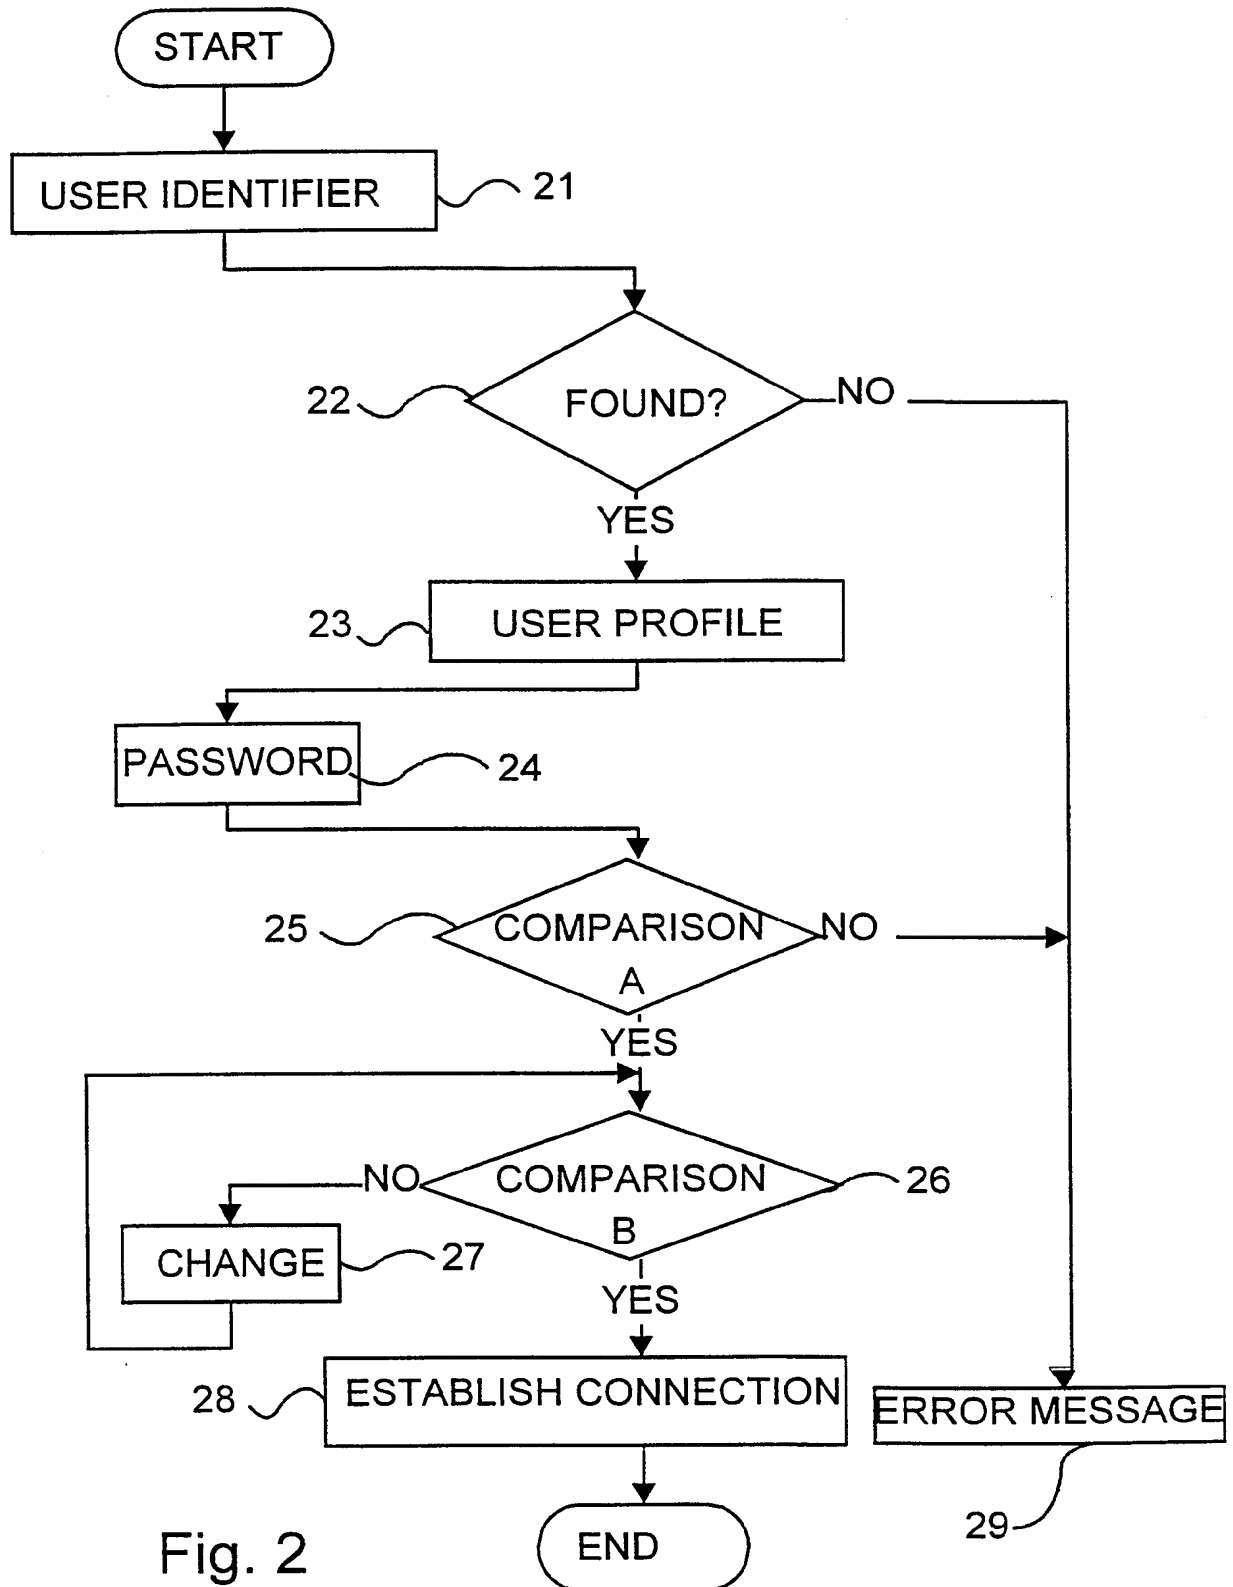 START
USER IDENTIFIER
21
22
FOUND?
NO
YES
23
USER PROFILE
PASSWORD
24
25
COMPARISON
A
NO
YES
NO
COMPARISON
B
26
CHANGE
27
YES
28
ESTABLISH CONNECTION
ERROR MESSAGE
29
END
Fig. 2